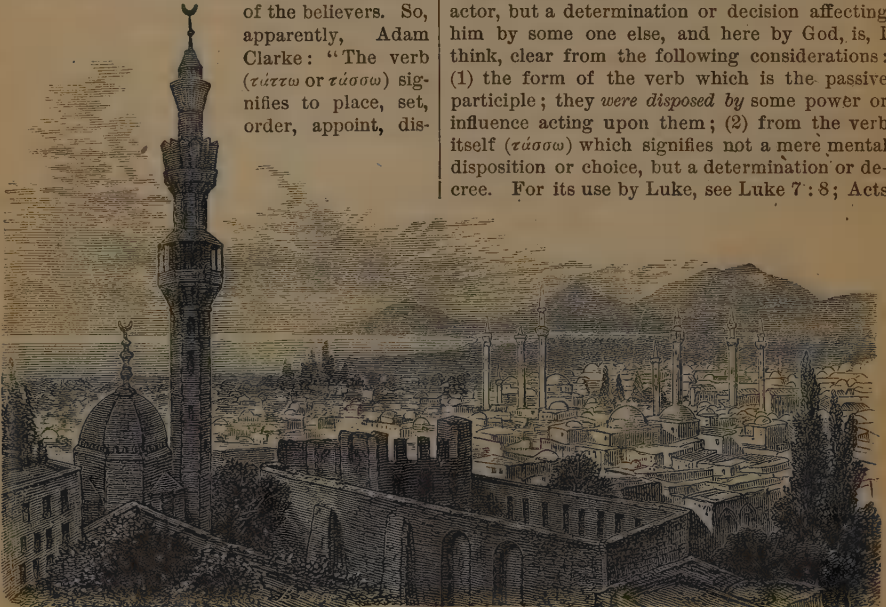 of the believers. So,
apparently, Adam
Clarke: “The verb
(τάττω or τάσσω) sig-
nifies to place, set,
order, appoint, dis-
actor, but a determination or decision affecting
him by some one else, and here by God, is, I
think, clear from the following considerations:
(1) the form of the verb which is the passive
participle; they were disposed by some power or
influence acting upon them; (2) from the verb
itself (τάσσω) which signifies not a mere mental
disposition or choice, but a determination or de-
cree. For its use by Luke, see Luke 7 : 8; Acts